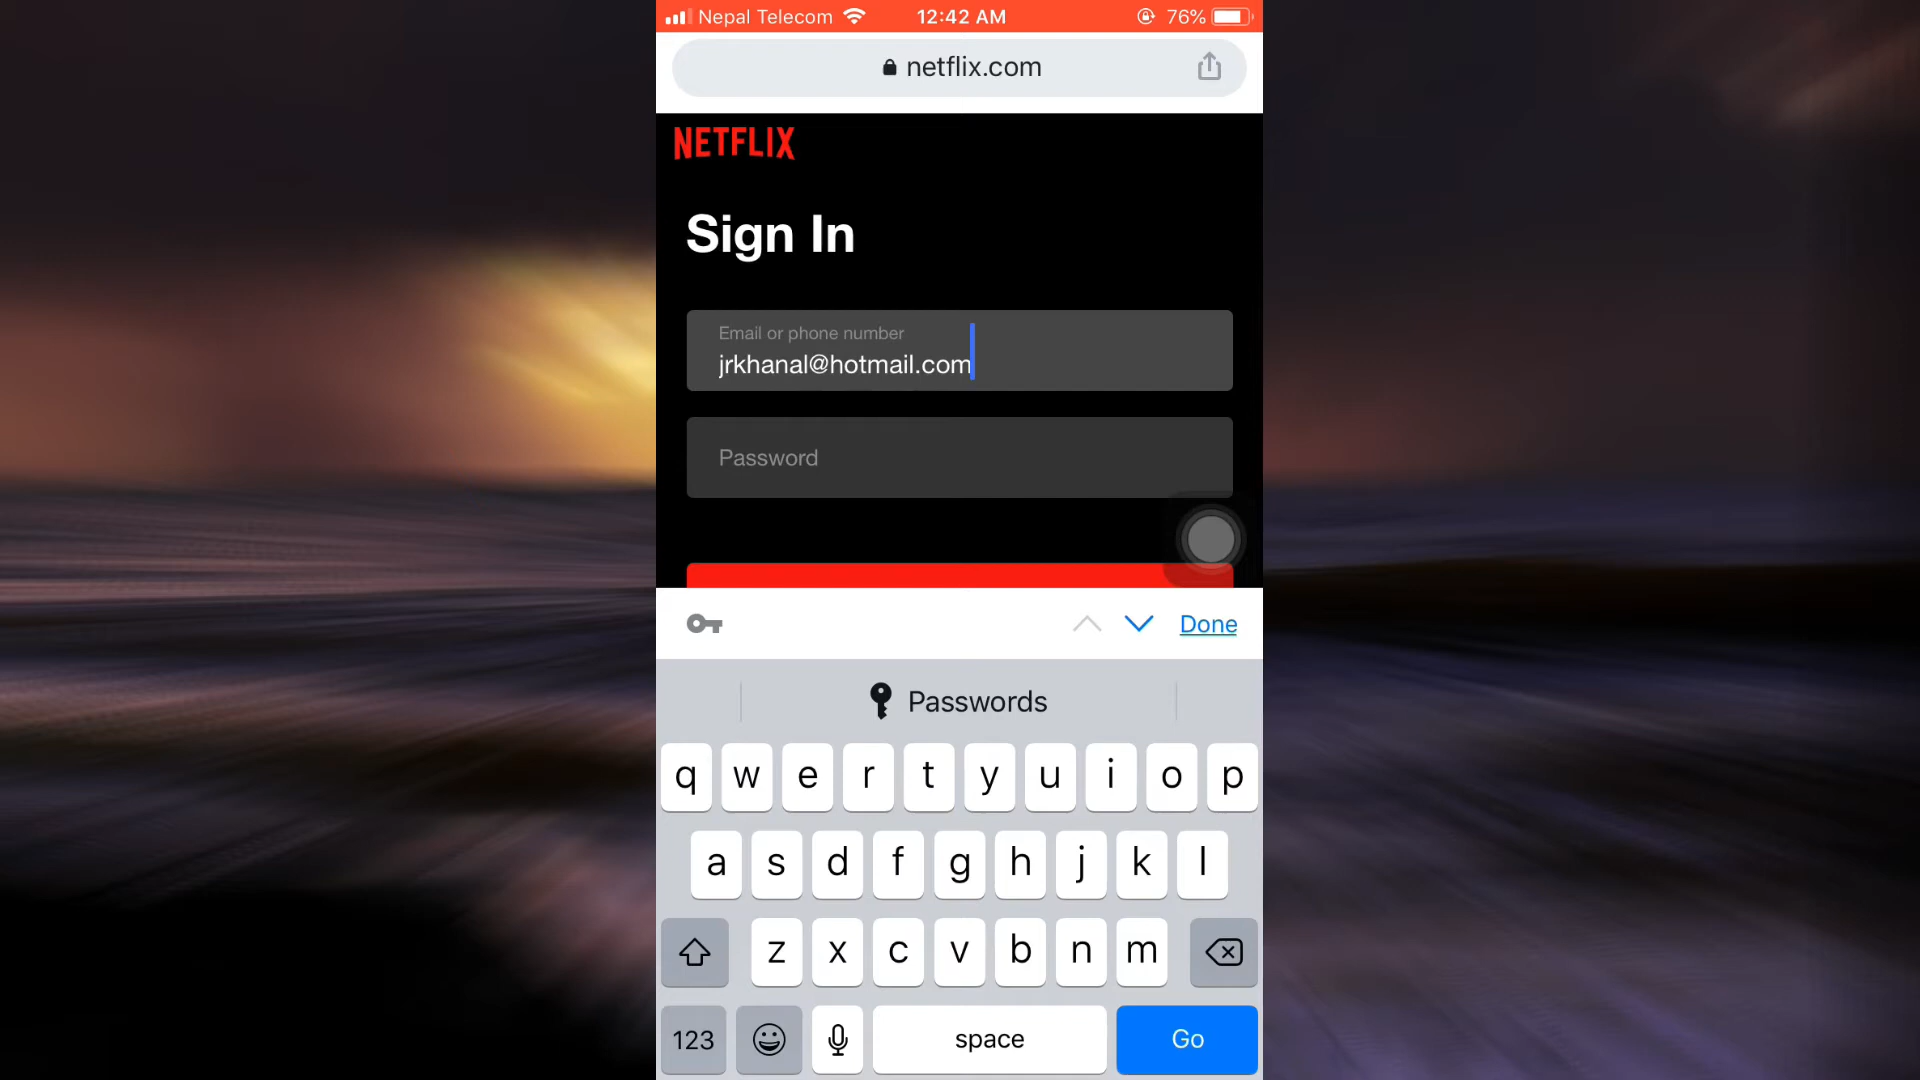 Nepal Telecom 12:42 AM 76%
netflix.com
NETFLIX
Sign In
Email or phone number
jrkhanal@hotmail.com
Password
Done
Passwords
q w e r t y u i o p
a s d f g h j k l
z x c v b n m
123 space Go